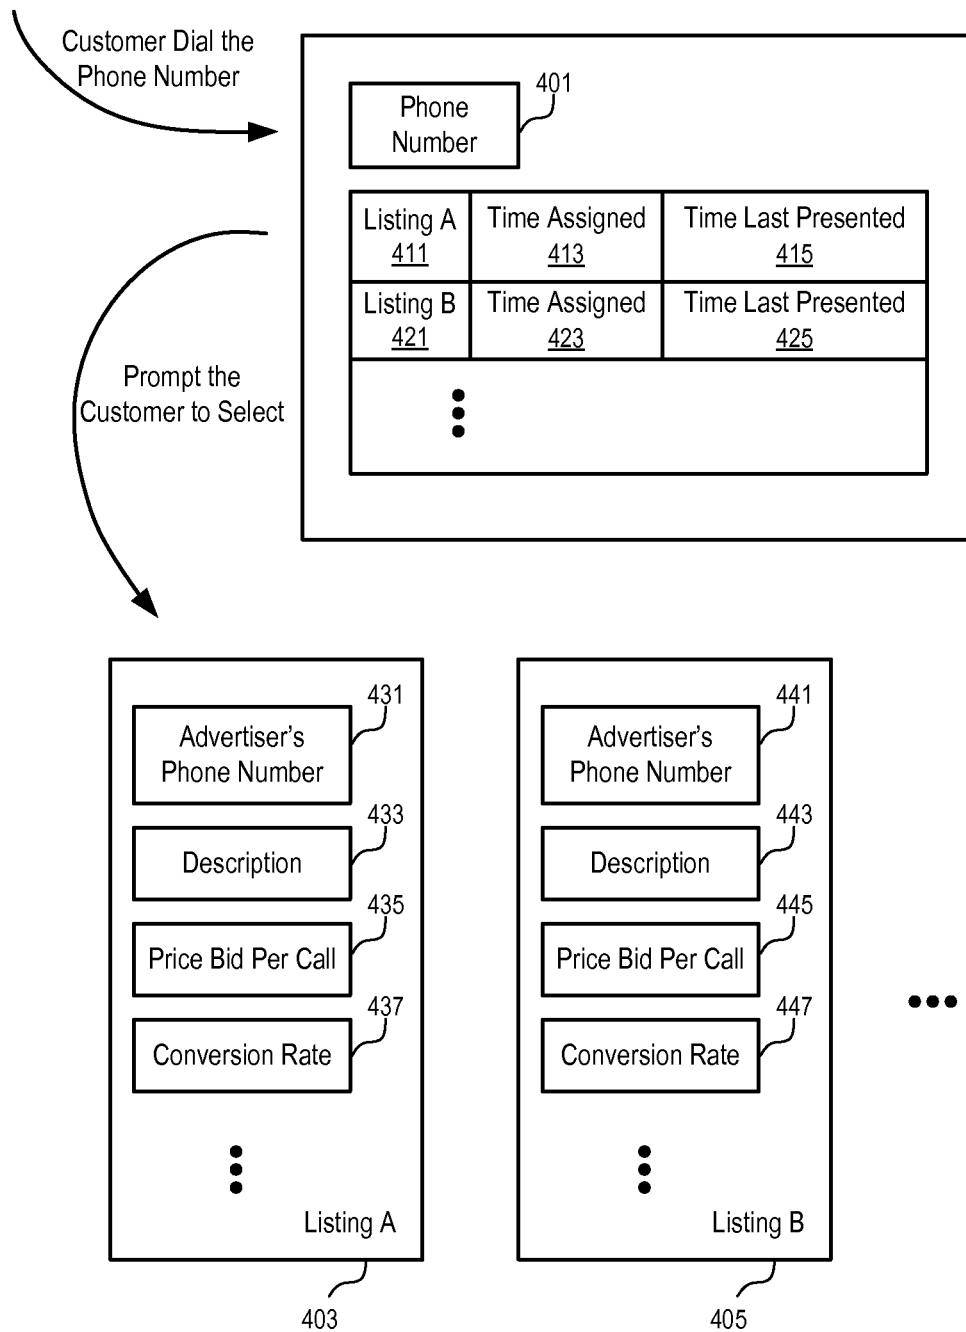 Customer Dial the
Phone Number
401
Phone
Number
Listing A
411
Time Assigned
413
Time Last Presented
415
Listing B
421
Time Assigned
423
Time Last Presented
425
Prompt the
Customer to Select
431
Advertiser's
Phone Number
433
Description
435
Price Bid Per Call
437
Conversion Rate
Listing A
403
441
Advertiser's
Phone Number
443
Description
445
Price Bid Per Call
447
Conversion Rate
Listing B
405